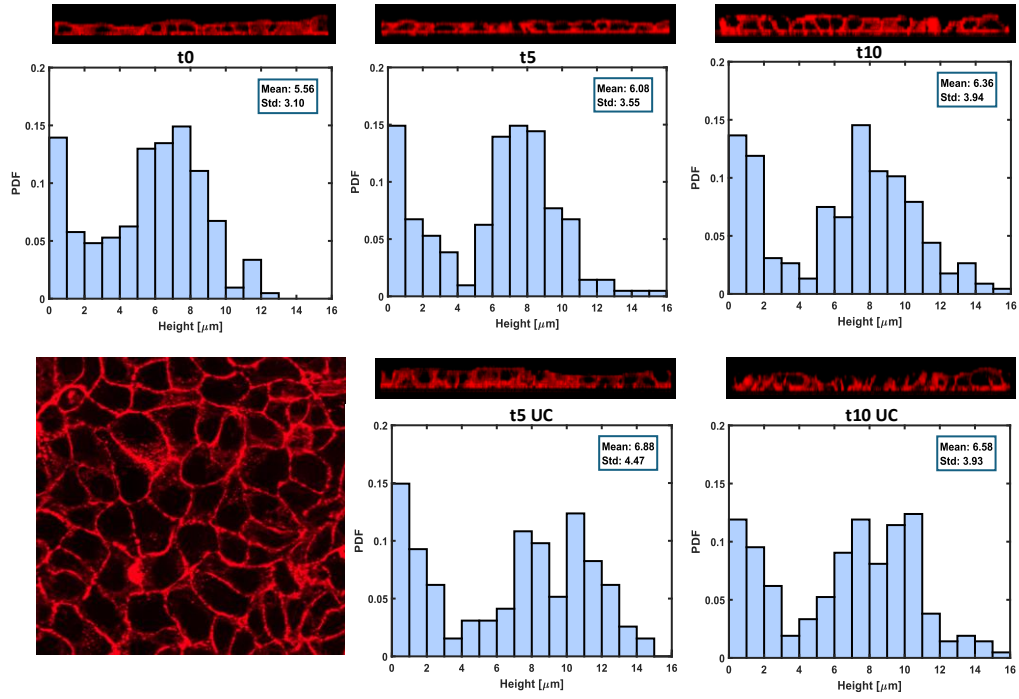 t0
Mean: 5.56
Std: 3.10
0.2
0.15
0.1
0.05
0
PDF
0 2 4 6 8 10 12 14 16
Height [μm]
t5
Mean: 6.08
Std: 3.55
0.2
0.15
0.1
0.05
0
PDF
0 2 4 6 8 10 12 14 16
Height [μm]
t10
Mean: 6.36
Std: 3.94
0.2
0.15
0.1
0.05
0
PDF
0 2 4 6 8 10 12 14 16
Height [μm]
t5 UC
Mean: 6.88
Std: 4.47
0.2
0.15
0.1
0.05
0
PDF
0 2 4 6 8 10 12 14 16
Height [μm]
t10 UC
Mean: 6.58
Std: 3.93
0.2
0.15
0.1
0.05
0
PDF
0 2 4 6 8 10 12 14 16
Height [μm]